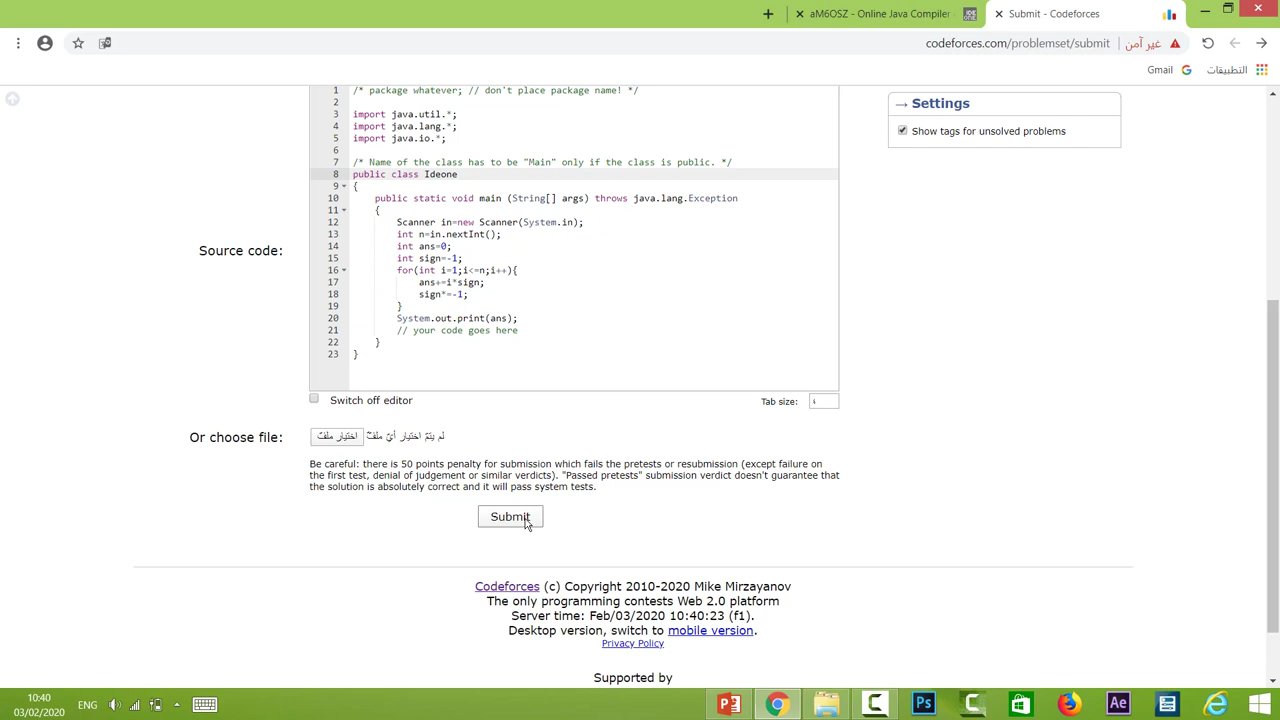 aM6OSZ - Online Java Compiler
Submit - Codeforces
codeforces.com/problemset/submit
غير آمن
Gmail
التطبيقات
1 /* package whatever; // don't place package name! */
2
3 import java.util.*;
4 import java.lang.*;
5 import java.io.*;
6
7 /* Name of the class has to be "Main" only if the class is public. */
8 public class Ideone
9 {
10 public static void main (String[] args) throws java.lang.Exception
11 {
12 Scanner in=new Scanner(System.in);
13 int n=in.nextInt();
14 int ans=0;
15 int sign=-1;
16 for(int i=1;i<=n;i++){
17 ans+=i*sign;
18 sign*=-1;
19 }
20 System.out.print(ans);
21 // your code goes here
22 }
23 }
Source code:
→ Settings
Show tags for unsolved problems
Switch off editor
Tab size: ٤
Or choose file:
اختيار ملف لم يتمّ اختيار أيّ ملفّ
Be careful: there is 50 points penalty for submission which fails the pretests or resubmission (except failure on
the first test, denial of judgement or similar verdicts). "Passed pretests" submission verdict doesn't guarantee that
the solution is absolutely correct and it will pass system tests.
Submit
Codeforces (c) Copyright 2010-2020 Mike Mirzayanov
The only programming contests Web 2.0 platform
Server time: Feb/03/2020 10:40:23 (f1).
Desktop version, switch to mobile version.
Privacy Policy
Supported by
10:40
03/02/2020
ENG